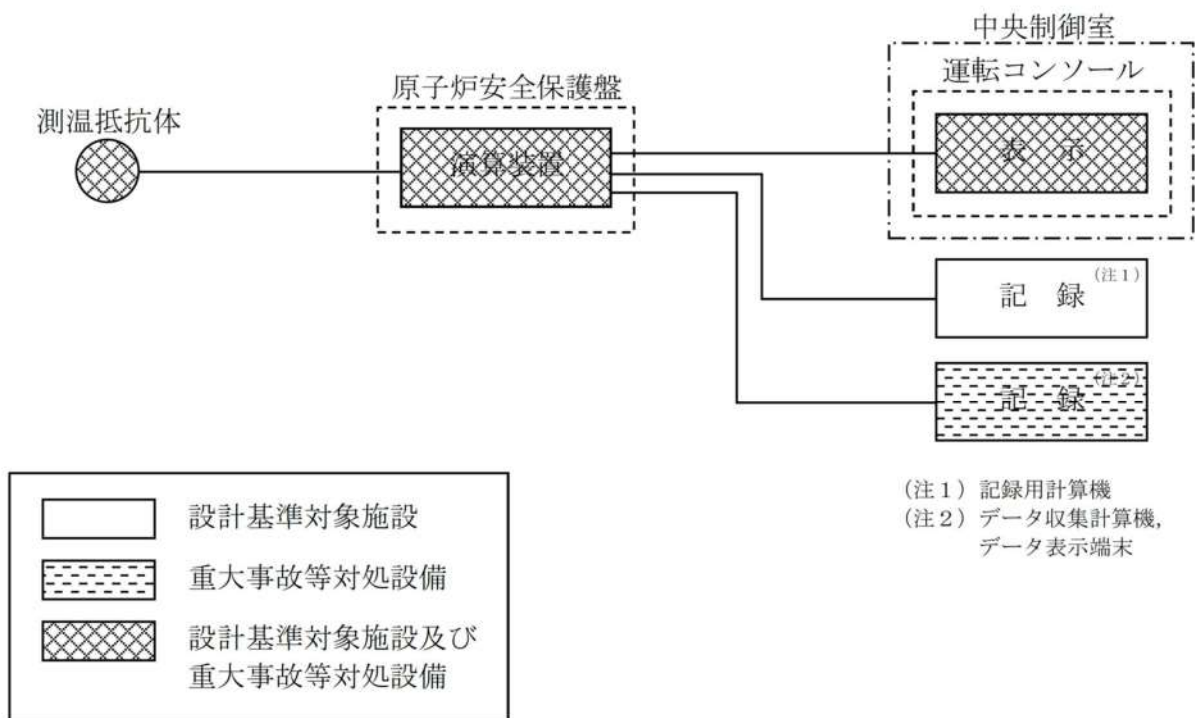 中央制御室
運転コンソール
原子炉安全保護盤
測温抵抗体
演算装置
表　示
記　録（注１）
記　録（注２）
（注１）記録用計算機
（注２）データ収集計算機，
データ表示端末
設計基準対象施設
重大事故等対処設備
設計基準対象施設及び
重大事故等対処設備